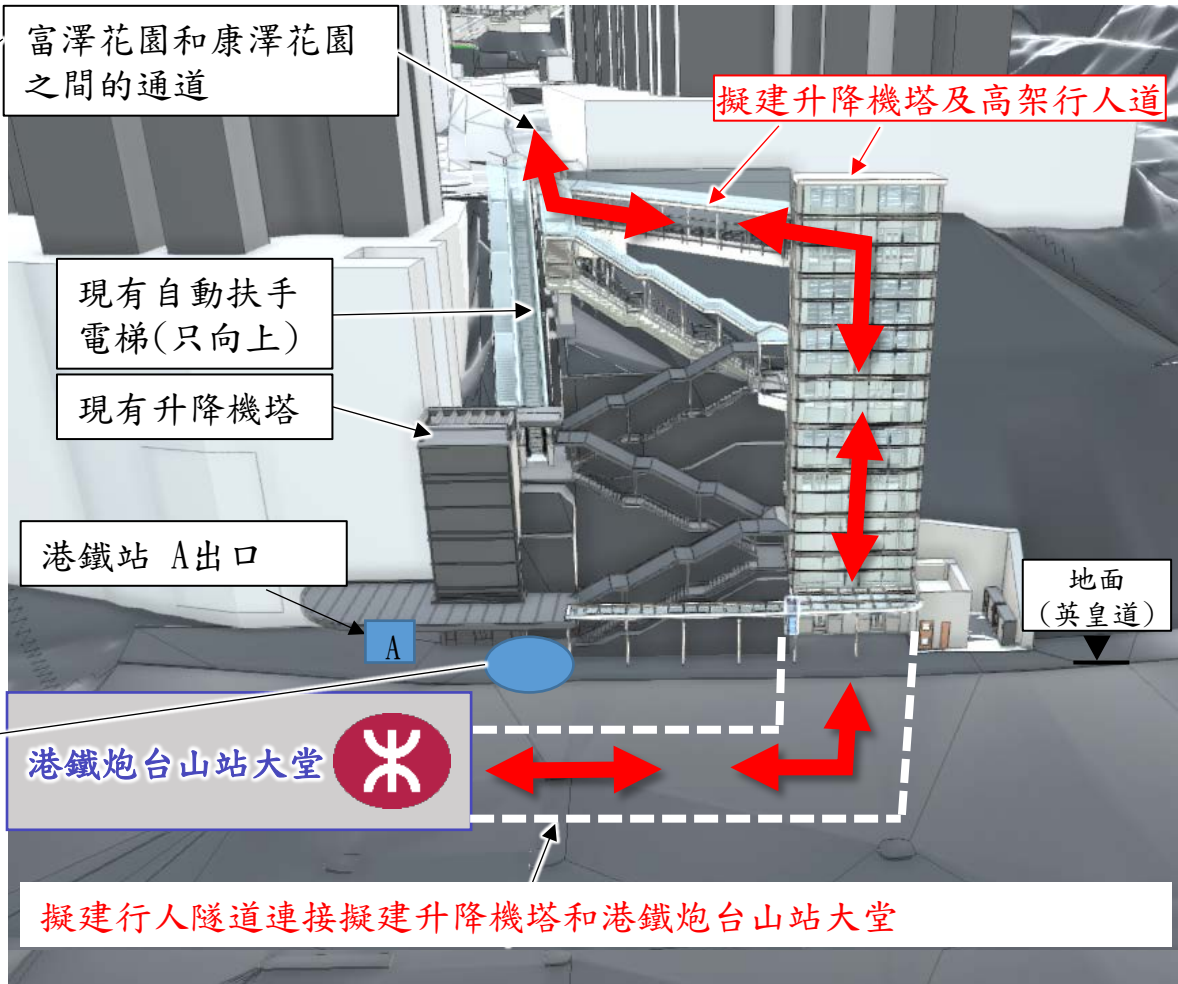 富澤花園和康澤花園
之間的通道
擬建升降機塔及高架行人道
現有自動扶手
電梯(只向上)
現有升降機塔
港鐵站 A出口
A
地面
(英皇道)
港鐵炮台山站大堂
擬建行人隧道連接擬建升降機塔和港鐵炮台山站大堂